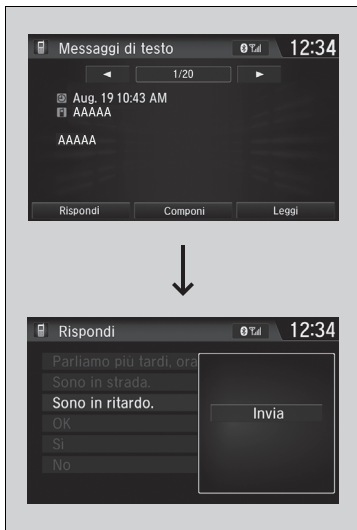 Messaggi di testo
12:34
1/20
Aug. 19 10:43 AM
AAAAA
AAAAA
Rispondi Componi Leggi
Rispondi
12:34
Parliamo più tardi, ora
Sono in strada.
Sono in ritardo.
OK
Si
No
Invia